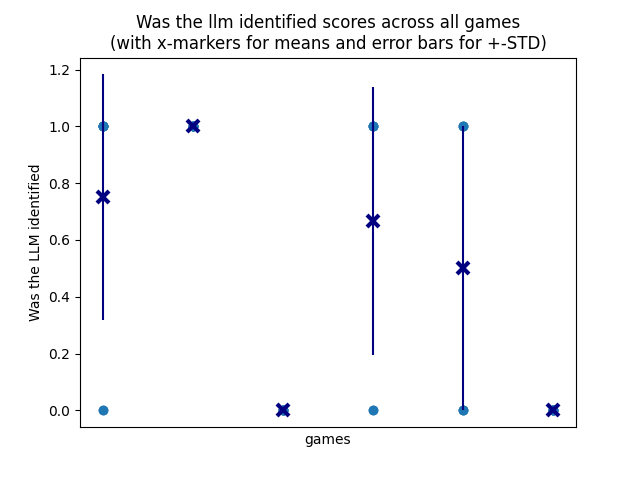 Was the llm identified scores across all games
(with x-markers for means and error bars for +-STD)
1.2
1.0
0.8
0.6
0.4
0.2
0.0
Was the LLM identified
games